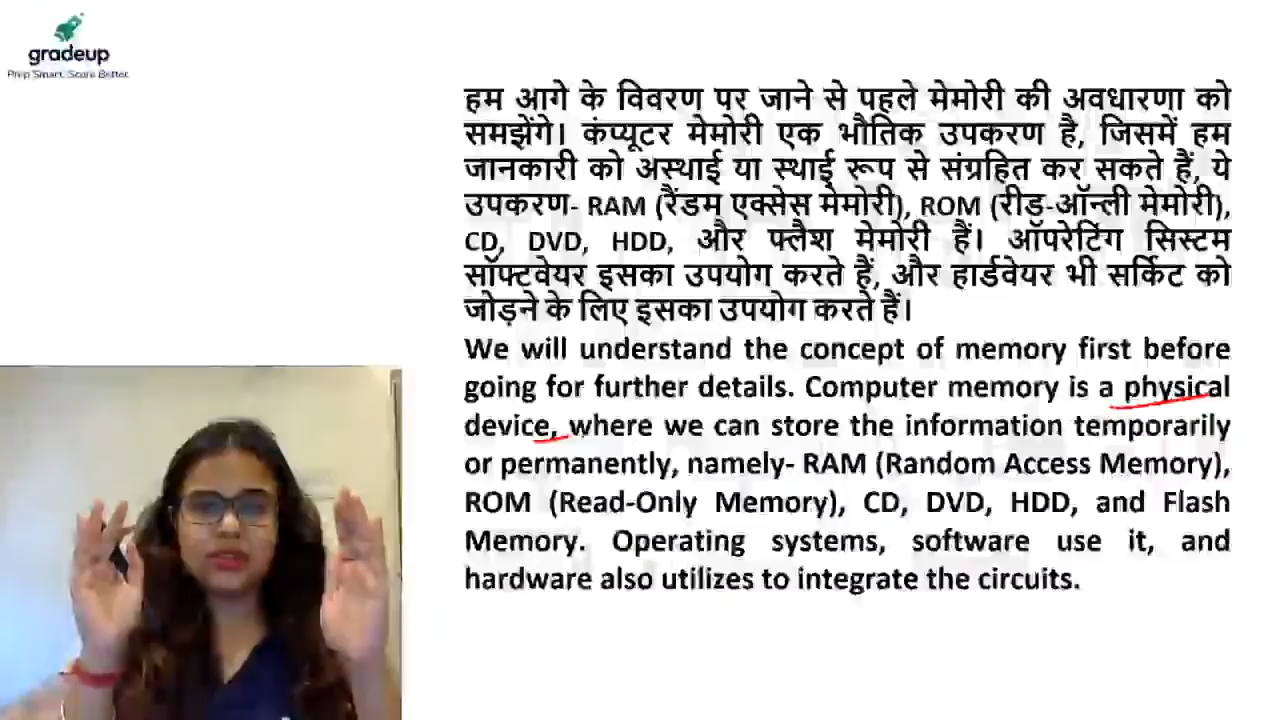 gradeup
Prep Smart. Score Better.
हम आगे के विवरण पर जाने से पहले मेमोरी की अवधारणा को
समझेंगे। कंप्यूटर मेमोरी एक भौतिक उपकरण है, जिसमें हम
जानकारी को अस्थाई या स्थाई रूप से संग्रहित कर सकते हैं, ये
उपकरण- RAM (रैंडम एक्सेस मेमोरी), ROM (रीड-ऑन्ली मेमोरी),
CD, DVD, HDD, और फ्लैश मेमोरी हैं। ऑपरेटिंग सिस्टम
सॉफ्टवेयर इसका उपयोग करते हैं, और हार्डवेयर भी सर्किट को
जोड़ने के लिए इसका उपयोग करते हैं।
We will understand the concept of memory first before
going for further details. Computer memory is a physical
device, where we can store the information temporarily
or permanently, namely- RAM (Random Access Memory),
ROM (Read-Only Memory), CD, DVD, HDD, and Flash
Memory. Operating systems, software use it, and
hardware also utilizes to integrate the circuits.